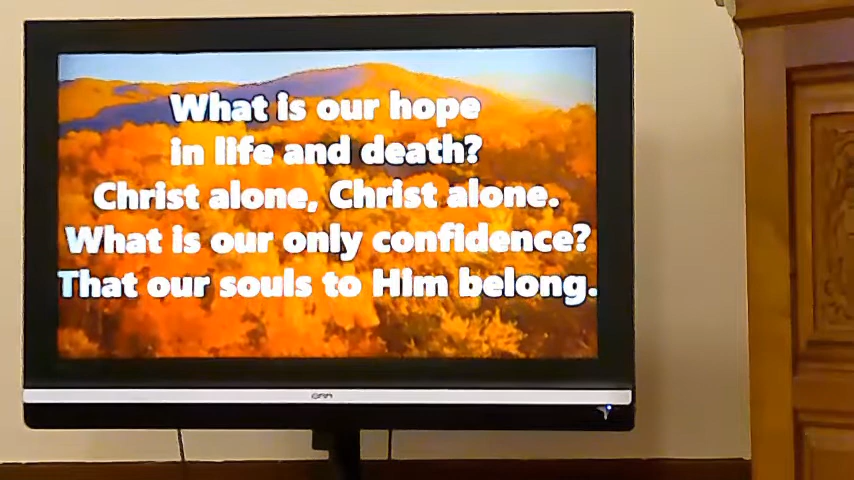 What is our hope
in life and death?
Christ alone, Christ alone.
What is our only confidence?
That our souls to Him belong.